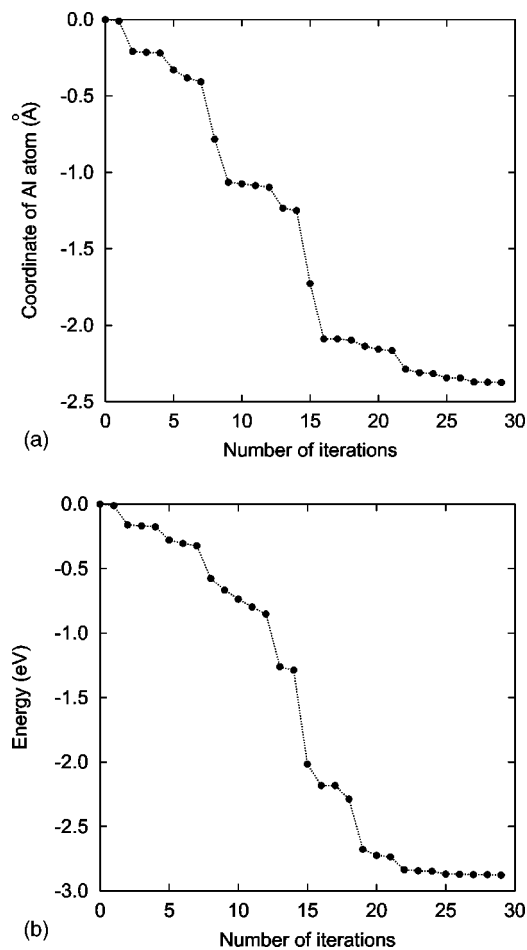 0.0
-0.5
-1.0
-1.5
-2.0
-2.5
Coordinate of Al atom (Å)
0 5 10 15 20 25 30
(a)
Number of iterations
0.0
-0.5
-1.0
-1.5
-2.0
-2.5
-3.0
Energy (eV)
0 5 10 15 20 25 30
(b)
Number of iterations